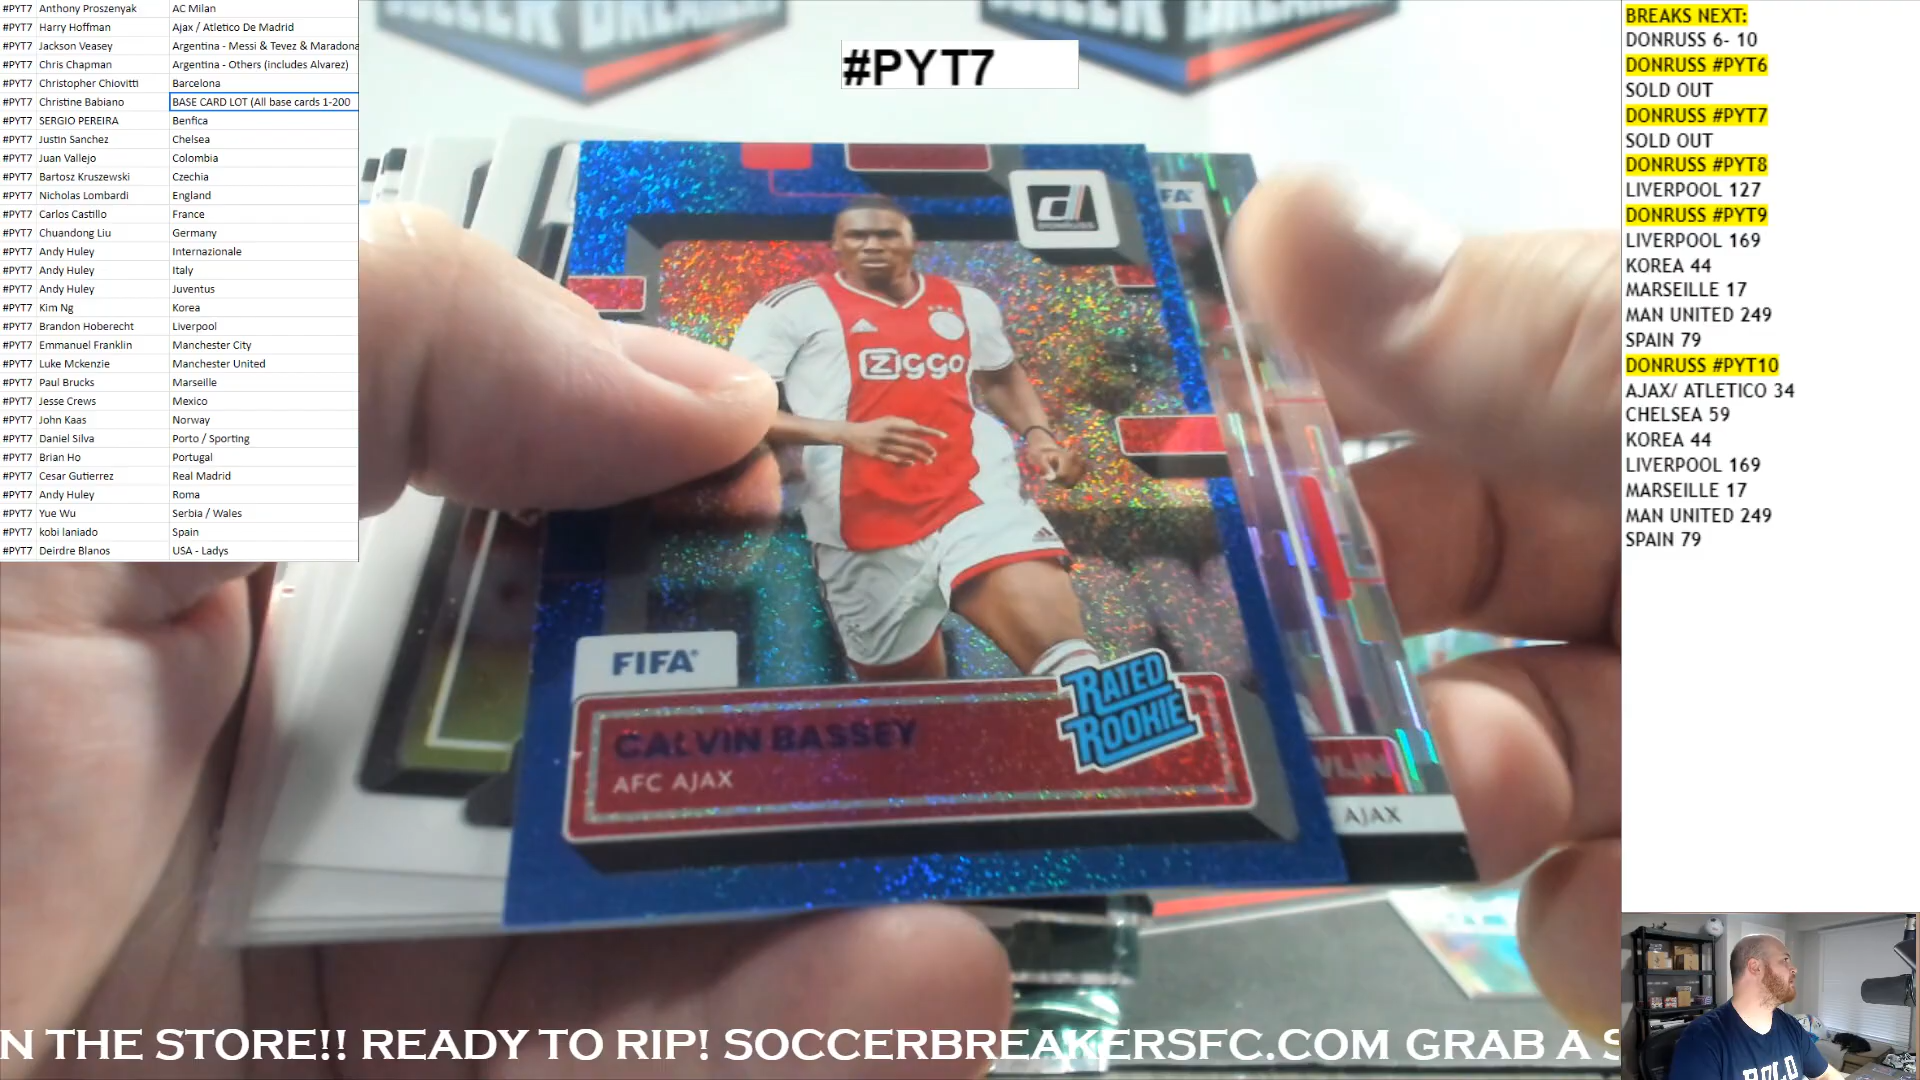 #PYT7 Anthony Proszenyak AC Milan
#PYT7 Harry Hoffman Ajax / Atletico De Madrid
#PYT7 Jackson Veasey Argentina - Messi & Tevez & Maradona
#PYT7 Chris Chapman Argentina - Others (includes Alvarez)
#PYT7 Christopher Chiovitti Barcelona
#PYT7 Christine Babiano BASE CARD LOT (All base cards 1-200
#PYT7 SERGIO PEREIRA Benfica
#PYT7 Justin Sanchez Chelsea
#PYT7 Juan Vallejo Colombia
#PYT7 Bartosz Kruszewski Czechia
#PYT7 Nicholas Lombardi England
#PYT7 Carlos Castillo France
#PYT7 Chuandong Liu Germany
#PYT7 Andy Huley Internazionale
#PYT7 Andy Huley Italy
#PYT7 Andy Huley Juventus
#PYT7 Kim Ng Korea
#PYT7 Brandon Hoberecht Liverpool
#PYT7 Emmanuel Franklin Manchester City
#PYT7 Luke Mckenzie Manchester United
#PYT7 Paul Brucks Marseille
#PYT7 Jesse Crews Mexico
#PYT7 John Kaas Norway
#PYT7 Daniel Silva Porto / Sporting
#PYT7 Brian Ho Portugal
#PYT7 Cesar Gutierrez Real Madrid
#PYT7 Andy Huley Roma
#PYT7 Yue Wu Serbia / Wales
#PYT7 kobi laniado Spain
#PYT7 Deirdre Blanos USA - Ladys
SOCCER BREAKERS
#PYT7
DONRUSS
FA
ZIGGO
FIFA
CALVIN BASSEY
AFC AJAX
RATED
ROOKIE
AJAX
BREAKS NEXT:
DONRUSS 6- 10
DONRUSS #PYT6
SOLD OUT
DONRUSS #PYT7
SOLD OUT
DONRUSS #PYT8
LIVERPOOL 127
DONRUSS #PYT9
LIVERPOOL 169
KOREA 44
MARSEILLE 17
MAN UNITED 249
SPAIN 79
DONRUSS #PYT10
AJAX/ ATLETICO 34
CHELSEA 59
KOREA 44
LIVERPOOL 169
MARSEILLE 17
MAN UNITED 249
SPAIN 79
N THE STORE!! READY TO RIP! SOCCERBREAKERSFC.COM GRAB A S